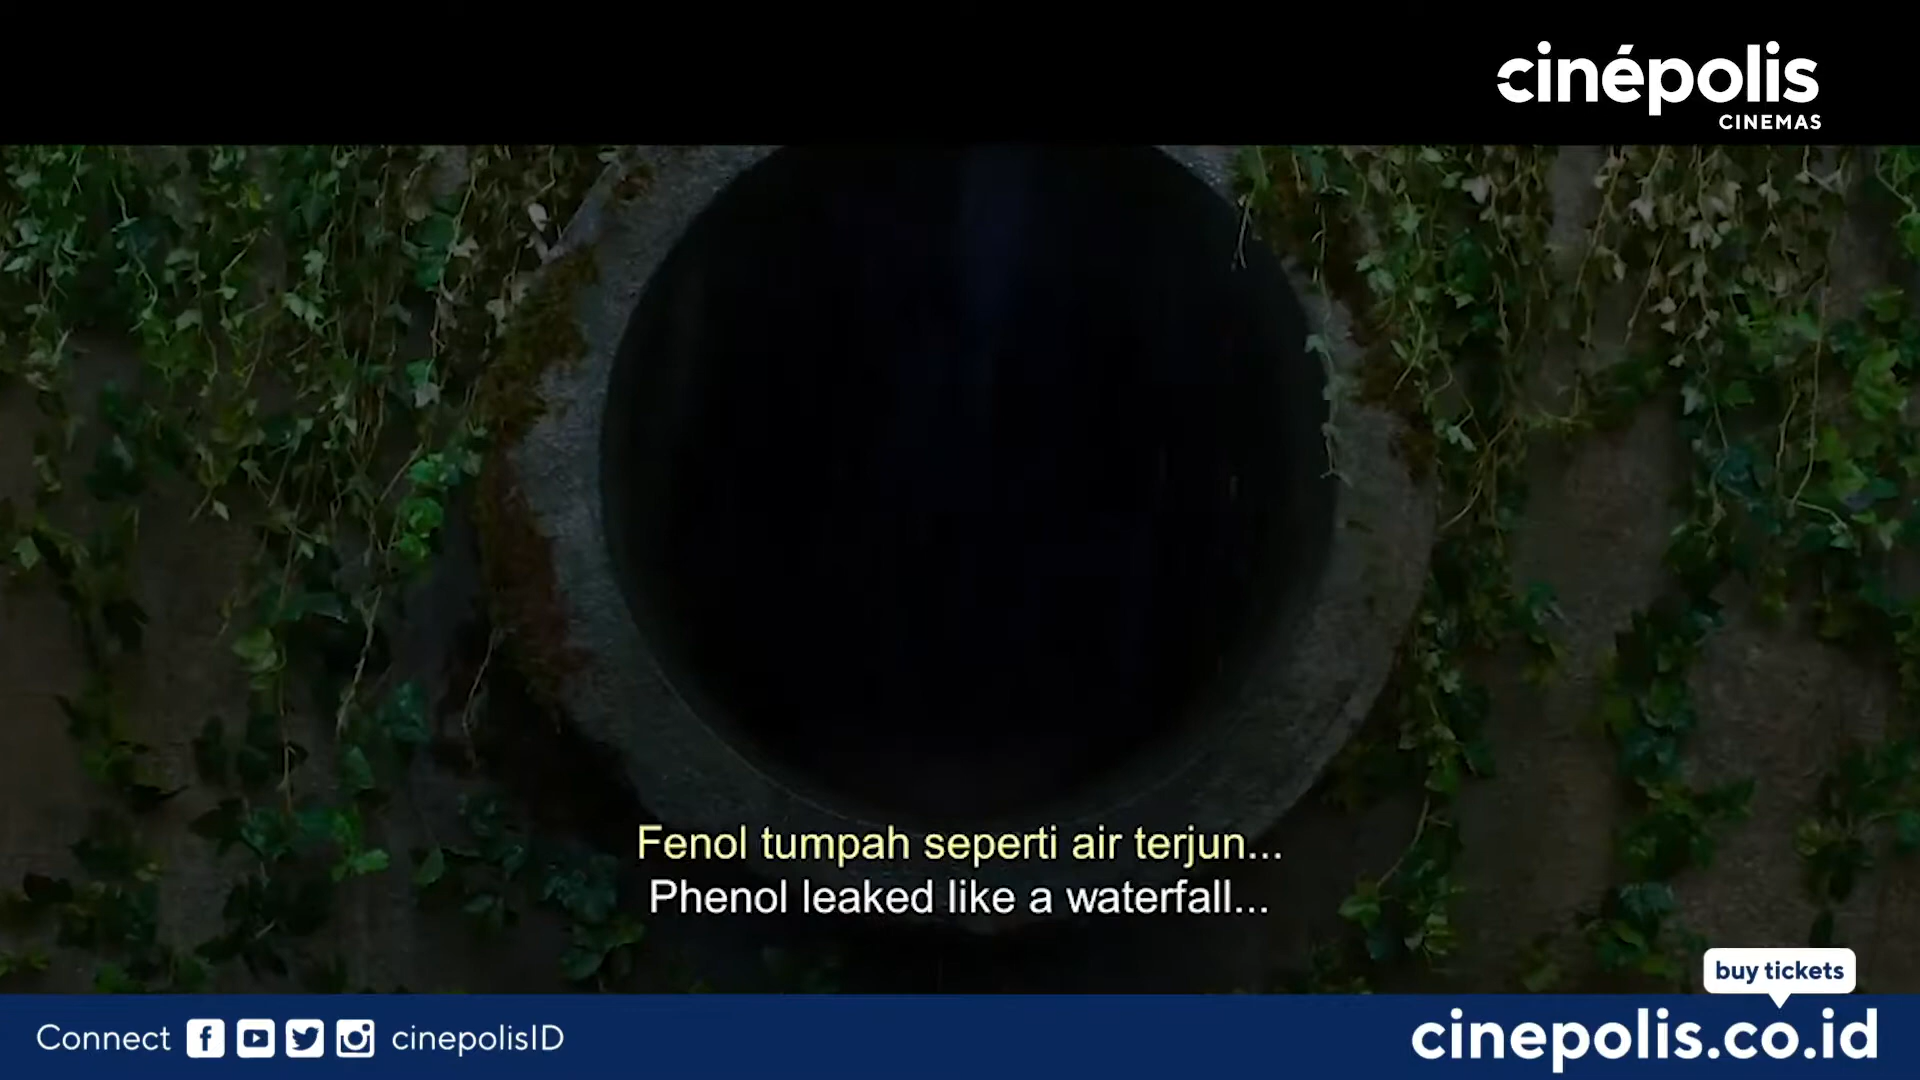 cinépolis
CINEMAS
Fenol tumpah seperti air terjun...
Phenol leaked like a waterfall...
buy tickets
Connect cinepolisID
cinepolis.co.id